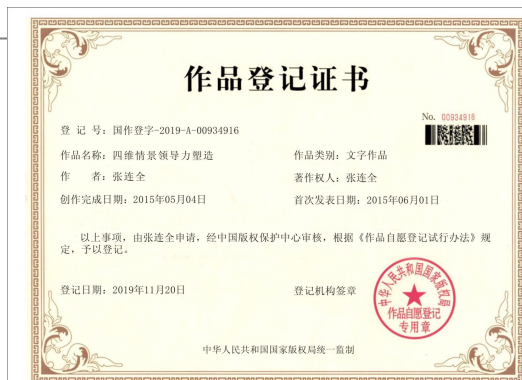 作品登记证书
No. 00934916
登 记 号：国作登字-2019-A-00934916
作品名称：四维情景领导力塑造
作品类别：文字作品
作 者：张连全
著作权人：张连全
创作完成日期：2015年05月04日
首次发表日期：2015年06月01日
以上事项，由张连全申请，经中国版权保护中心审核，根据《作品自愿登记试行办法》规
定，予以登记。
登记日期：2019年11月20日
登记机构签章
中华人民共和国国家版权局
作品自愿登记
专用章
中华人民共和国国家版权局统一监制